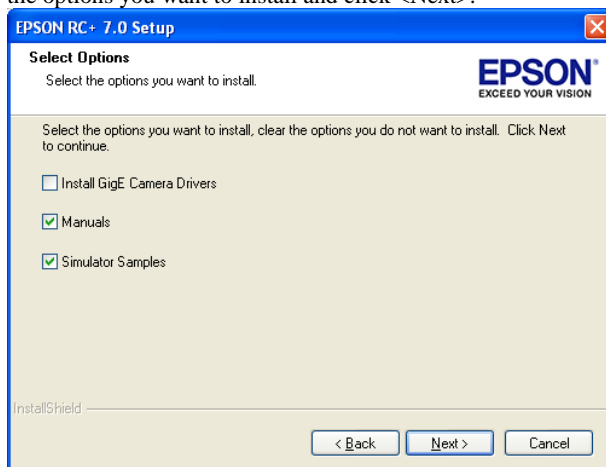 the options you want to install and click <Next>.
EPSON RC+ 7.0 Setup
Select Options
Select the options you want to install.
EPSON®
EXCEED YOUR VISION
Select the options you want to install, clear the options you do not want to install. Click Next
to continue.
Install GigE Camera Drivers
Manuals
Simulator Samples
InstallShield
< Back
Next >
Cancel